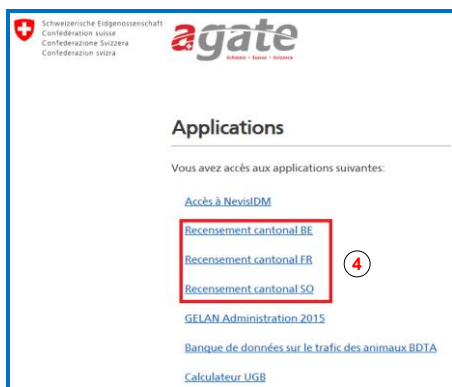 Schweizerische Eidgenossenschaft
Confédération suisse
Confederazione Svizzera
Confederaziun svizra
agate
Schweiz • Suisse • Svizzera
Applications
Vous avez accès aux applications suivantes:
Accès à NevisIDM
Recensement cantonal BE
Recensement cantonal FR
4
Recensement cantonal SO
GELAN Administration 2015
Banque de données sur le trafic des animaux BDTA
Calculateur UGB